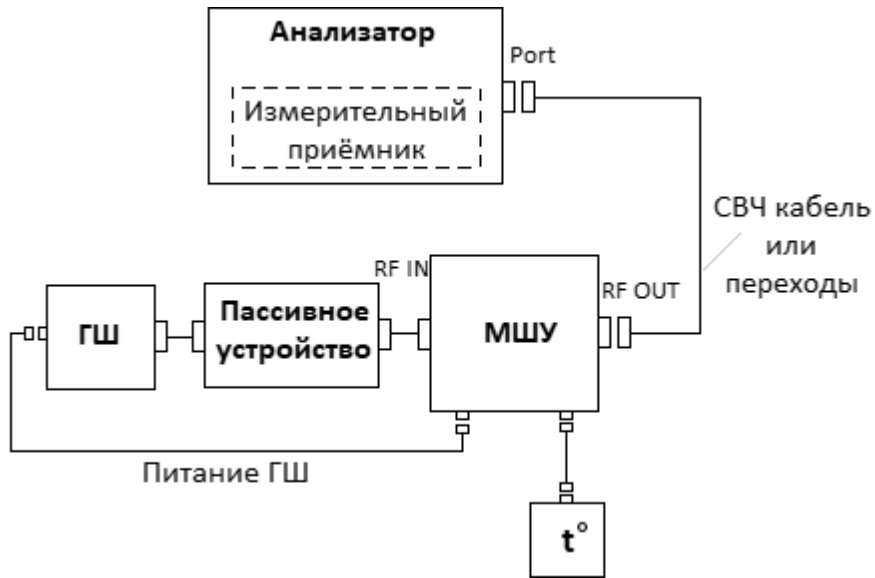 Анализатор
Port
Измерительный
приёмник
СВЧ кабель
или
переходы
RF IN
RF OUT
ГШ
Пассивное
устройство
МШУ
Питание ГШ
t°